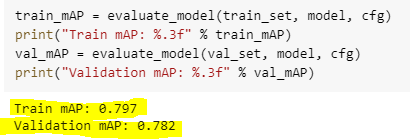 train_mAP = evaluate_model(train_set, model, cfg)
print("Train mAP: %.3f" % train_mAP)
val_mAP = evaluate_model(val_set, model, cfg)
print("Validation mAP: %.3f" % val_mAP)
Train mAP: 0.797
Validation mAP: 0.782